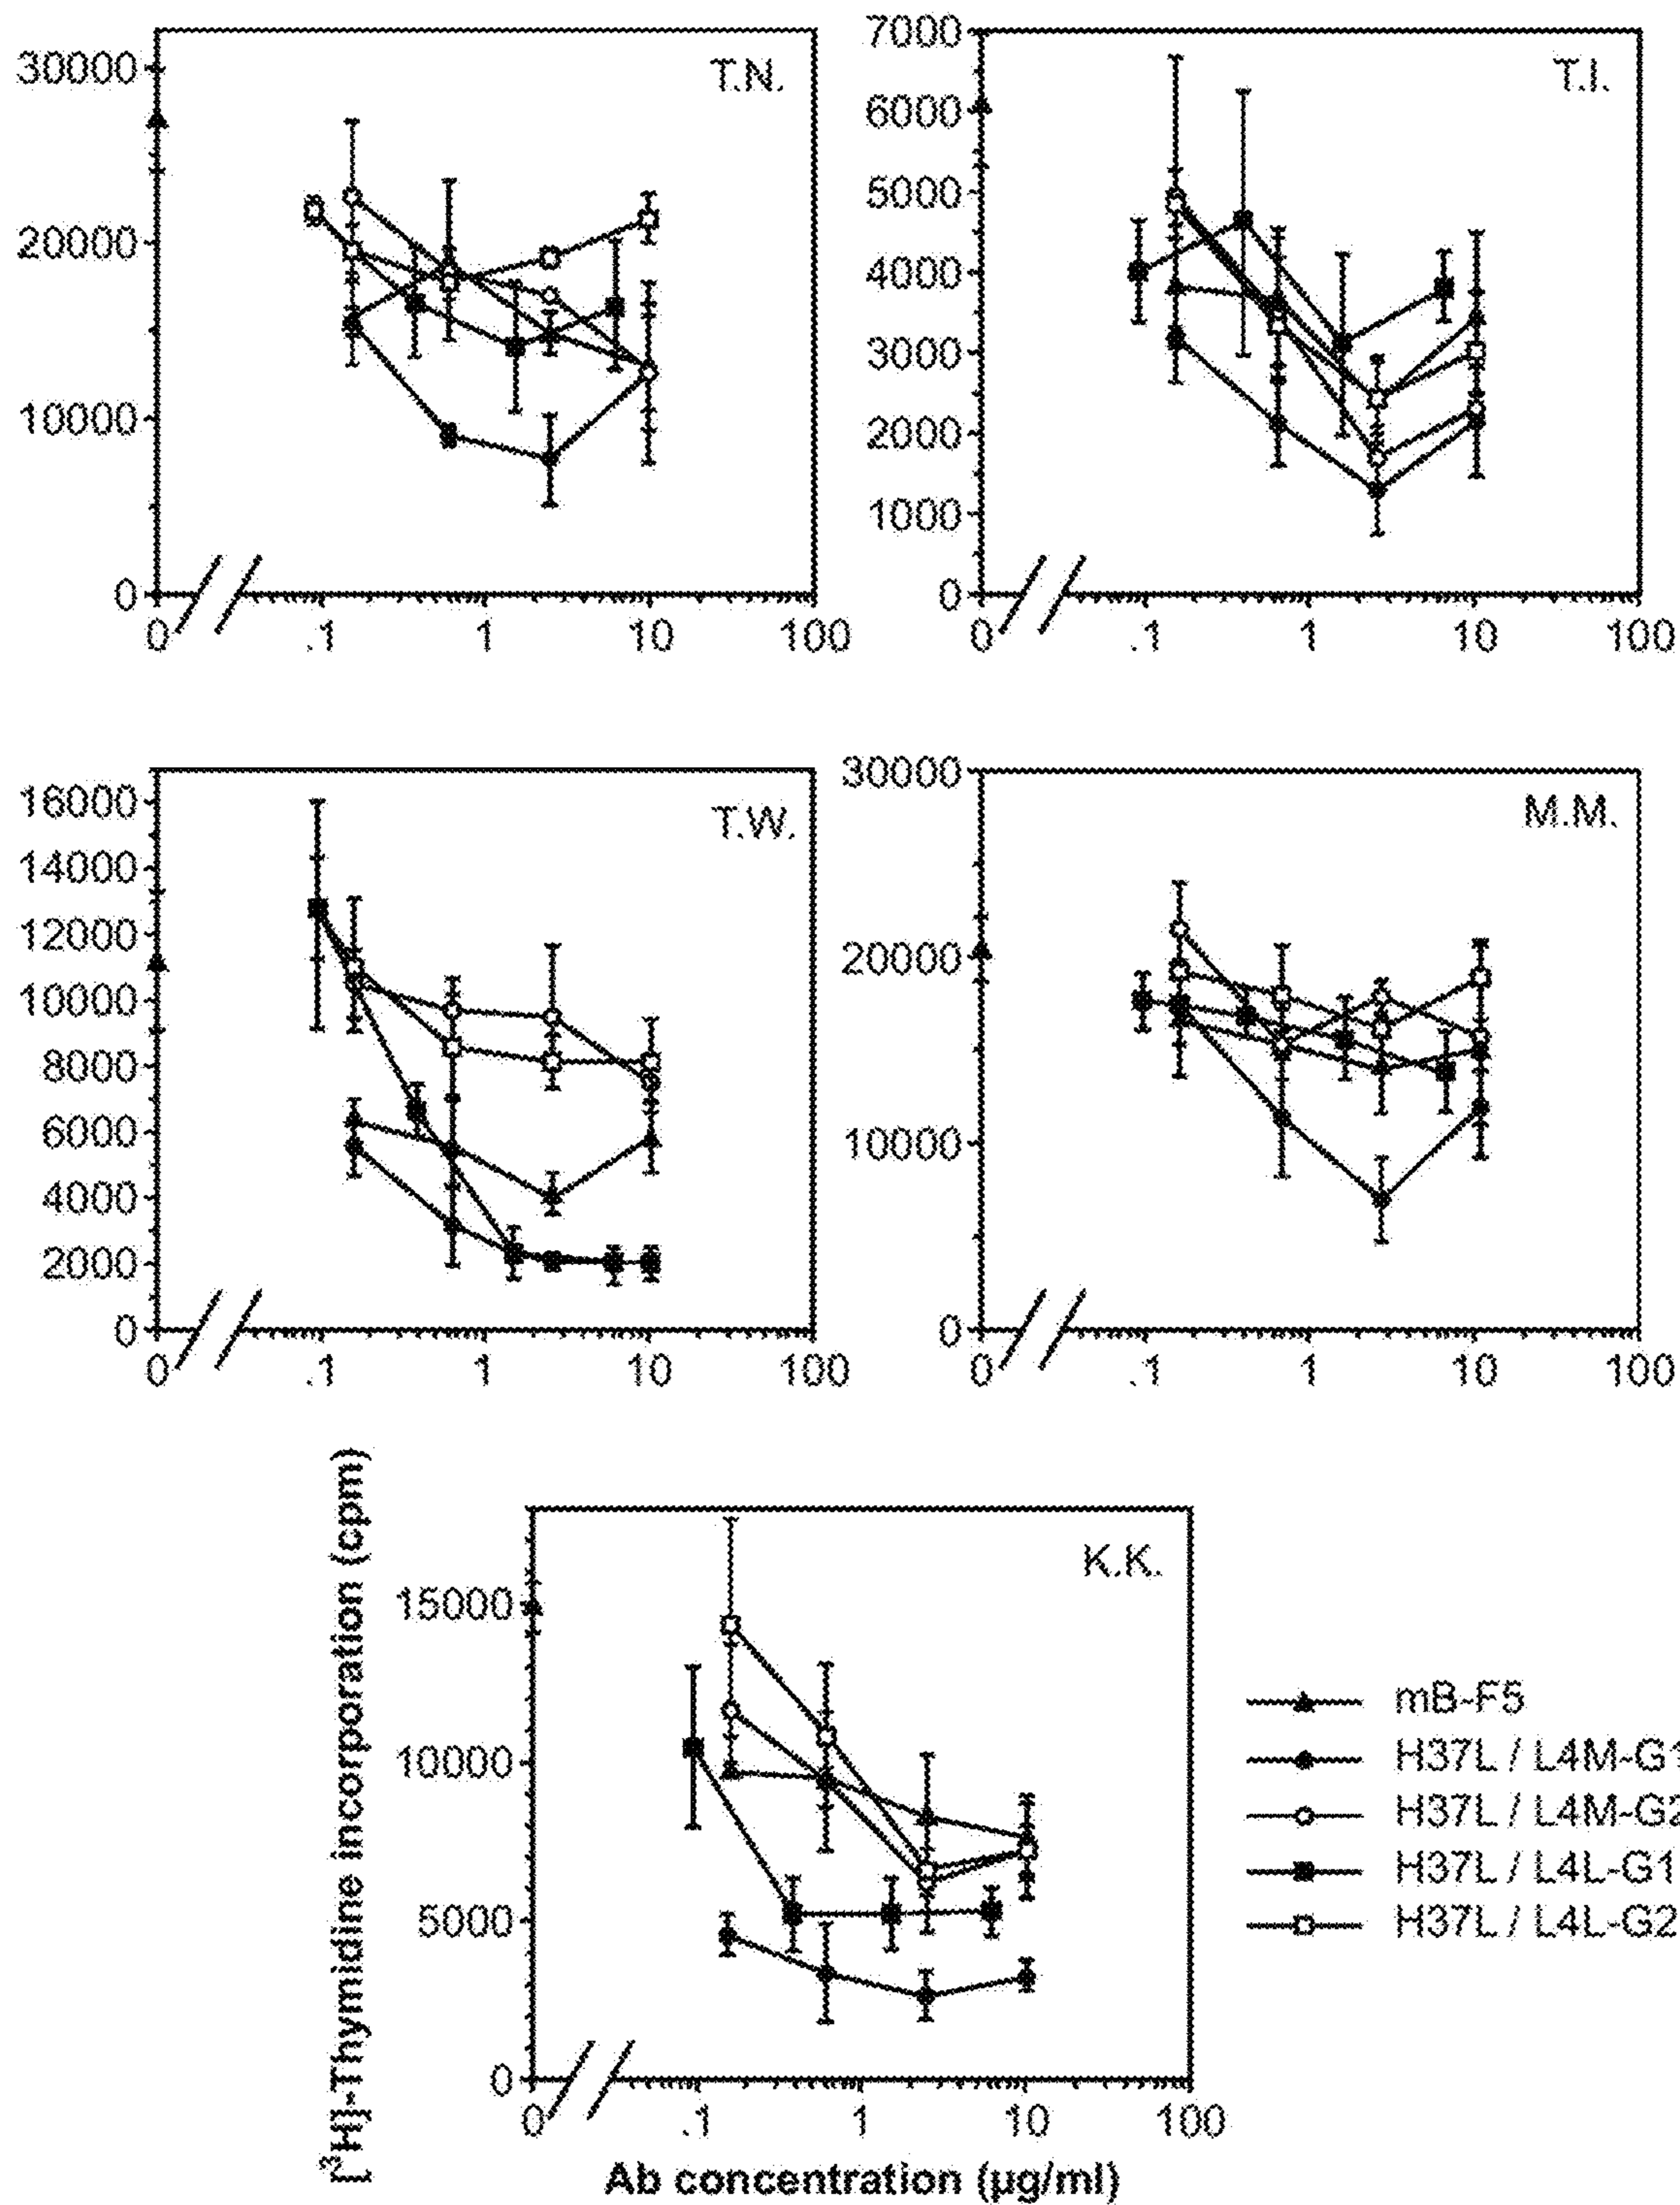 T.N.
30000
20000
10000
0
0 .1 1 10 100
T.I.
7000
6000
5000
4000
3000
2000
1000
0
0 .1 1 10 100
T.W.
16000
14000
12000
10000
8000
6000
4000
2000
0
0 .1 1 10 100
M.M.
30000
20000
10000
0
0 .1 1 10 100
K.K.
15000
10000
5000
0
0 .1 1 10 100
[³H]-Thymidine incorporation (cpm)
Ab concentration (µg/ml)
mB-F5
H37L / L4M-G1
H37L / L4M-G2
H37L / L4L-G1
H37L / L4L-G2